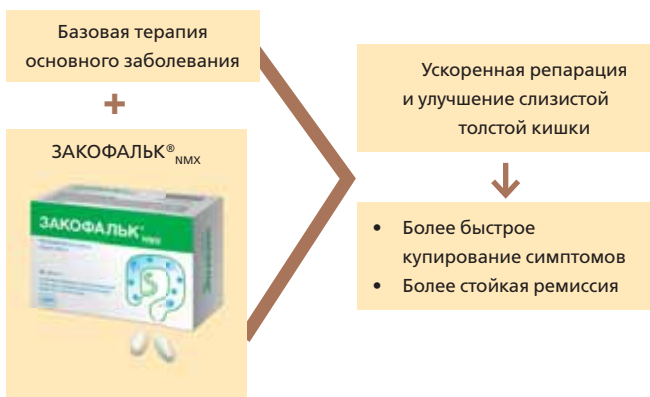 Базовая терапия
основного заболевания
+
ЗАКОФАЛЬК® NMX
ЗАКОФАЛЬК® NMX
Ускоренная репарация
и улучшение слизистой
толстой кишки
• Более быстрое
купирование симптомов
• Более стойкая ремиссия